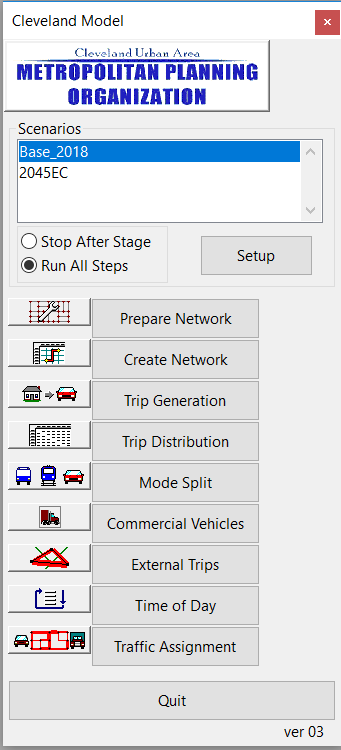 Cleveland Model
Cleveland Urban Area
METROPOLITAN PLANNING
ORGANIZATION
Scenarios
Base_2018
2045EC
Stop After Stage
Run All Steps
Setup
Prepare Network
Create Network
Trip Generation
Trip Distribution
Mode Split
Commercial Vehicles
External Trips
Time of Day
Traffic Assignment
Quit
ver 03